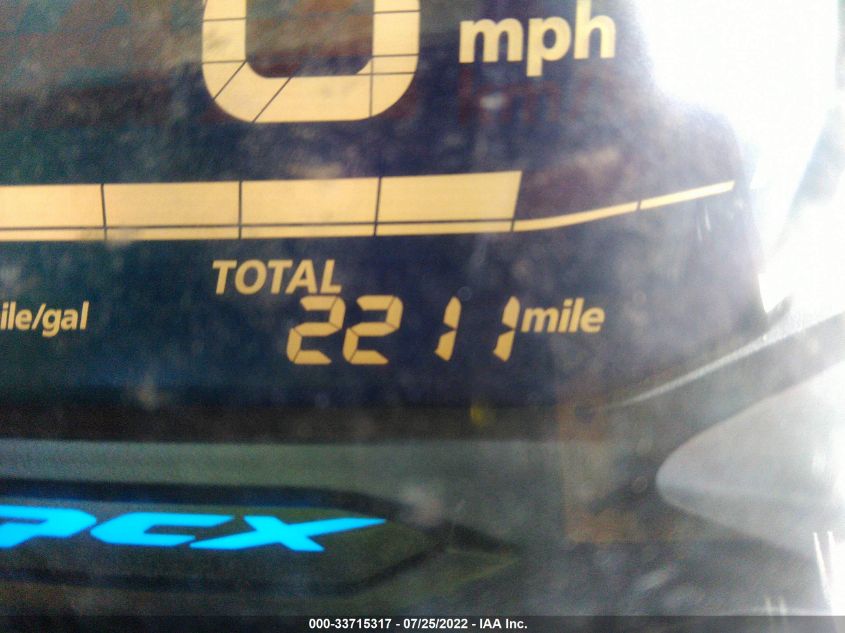 0 mph
TOTAL
ile/gal 2211 mile
PCX
000-33715317 - 07/25/2022 - IAA Inc.